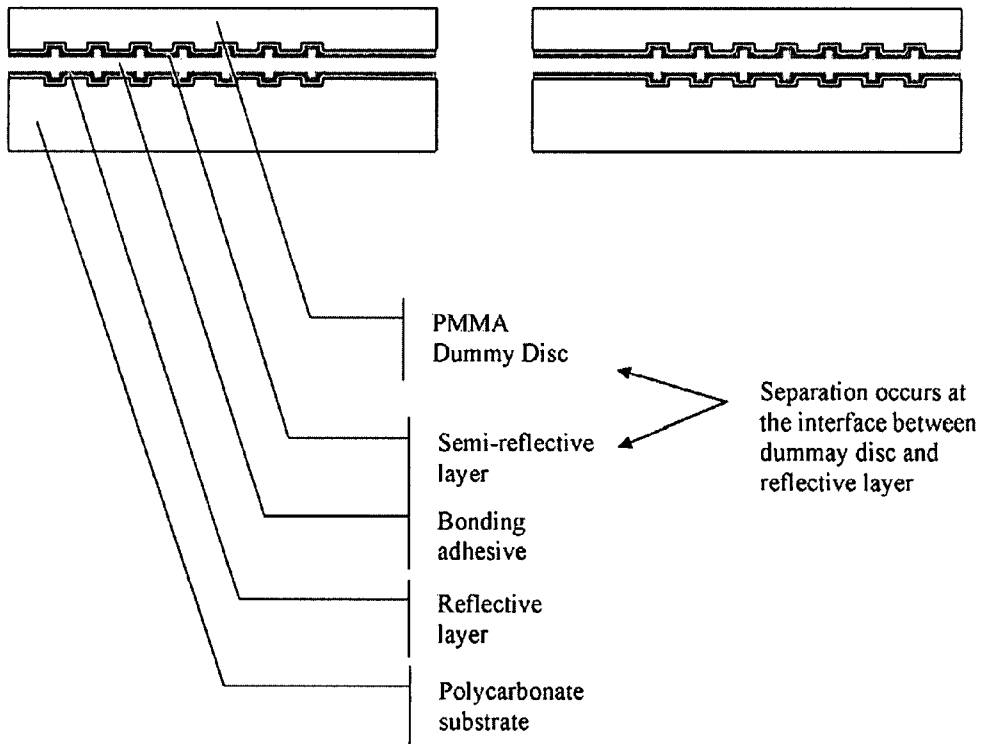 PMMA
Dummy Disc
Semi-reflective
layer
Bonding
adhesive
Reflective
layer
Polycarbonate
substrate
Separation occurs at
the interface between
dummay disc and
reflective layer